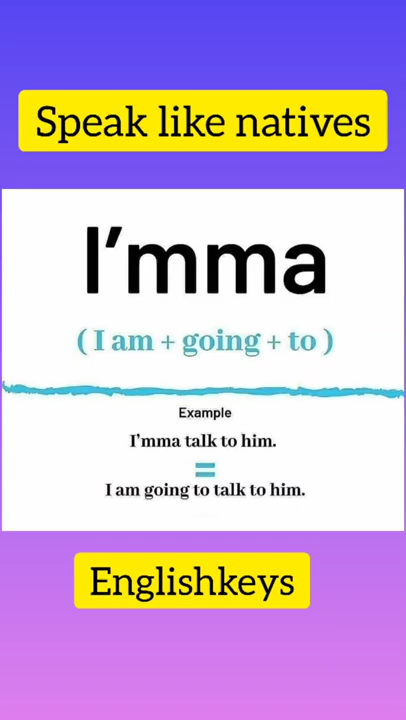 Speak like natives
I’mma
( I am + going + to )
Example
I'mma talk to him.
=
I am going to talk to him.
Englishkeys